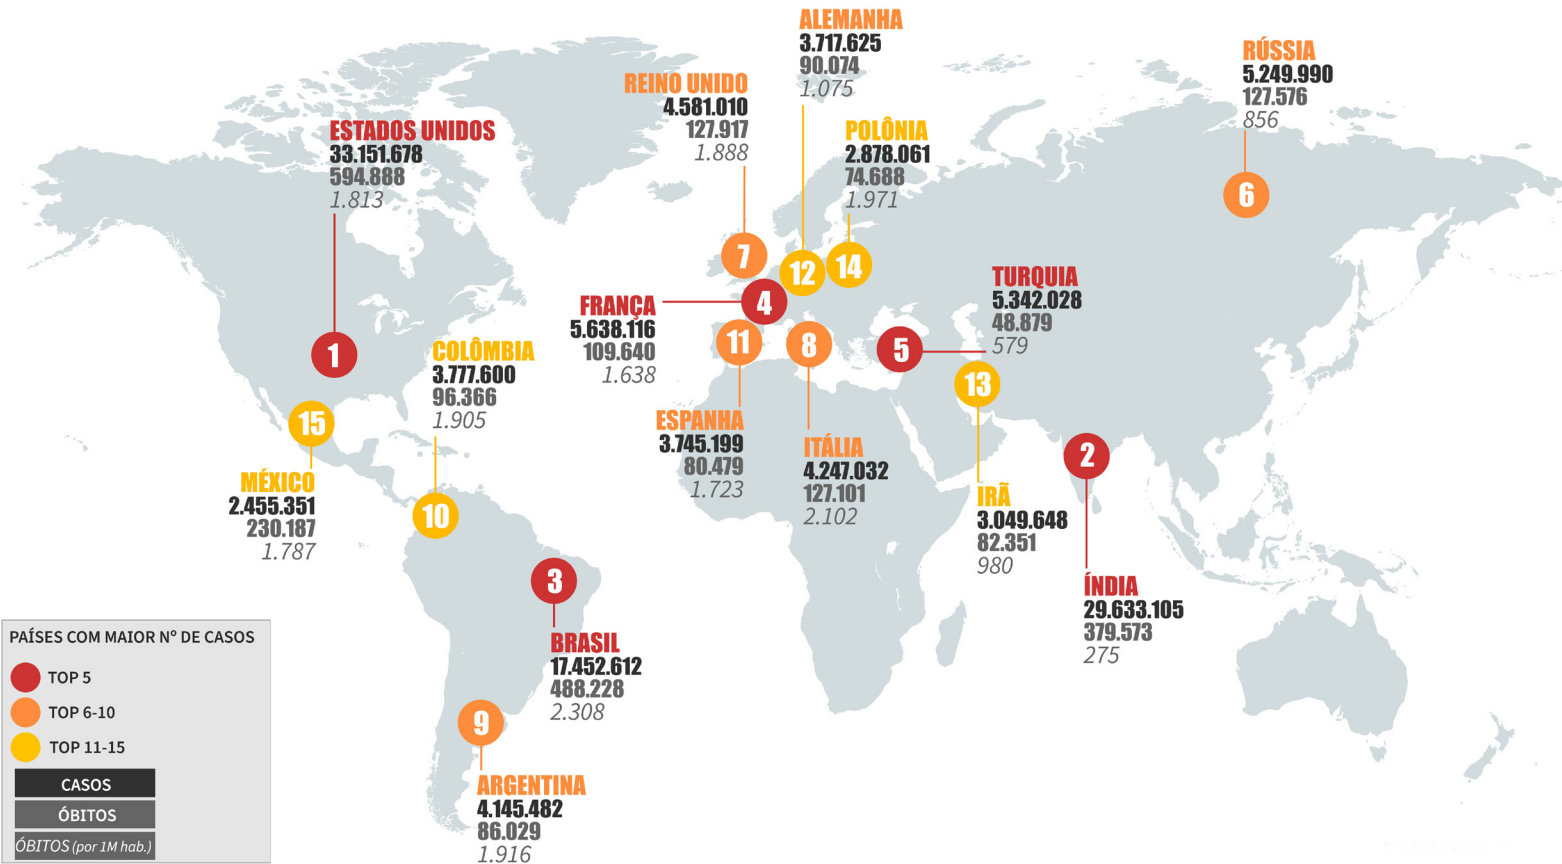 ALEMANHA
3.717.625
90.074
1.075
RÚSSIA
5.249.990
127.576
856
6
REINO UNIDO
4.581.010
127.917
1.888
7
ESTADOS UNIDOS
33.151.678
594.888
1.813
1
POLÔNIA
2.878.061
74.688
1.971
12
14
TURQUIA
5.342.028
48.879
579
5
FRANÇA
5.638.116
109.640
1.638
4
11
8
COLÔMBIA
3.777.600
96.366
1.905
13
15
ESPANHA
3.745.199
80.479
1.723
ITÁLIA
4.247.032
127.101
2.102
2
MÉXICO
2.455.351
230.187
1.787
10
IRÃ
3.049.648
82.351
980
3
ÍNDIA
29.633.105
379.573
275
BRASIL
17.452.612
488.228
2.308
9
ARGENTINA
4.145.482
86.029
1.916
PAÍSES COM MAIOR Nº DE CASOS
TOP 5
TOP 6-10
TOP 11-15
CASOS
ÓBITOS
ÓBITOS (por 1M hab.)